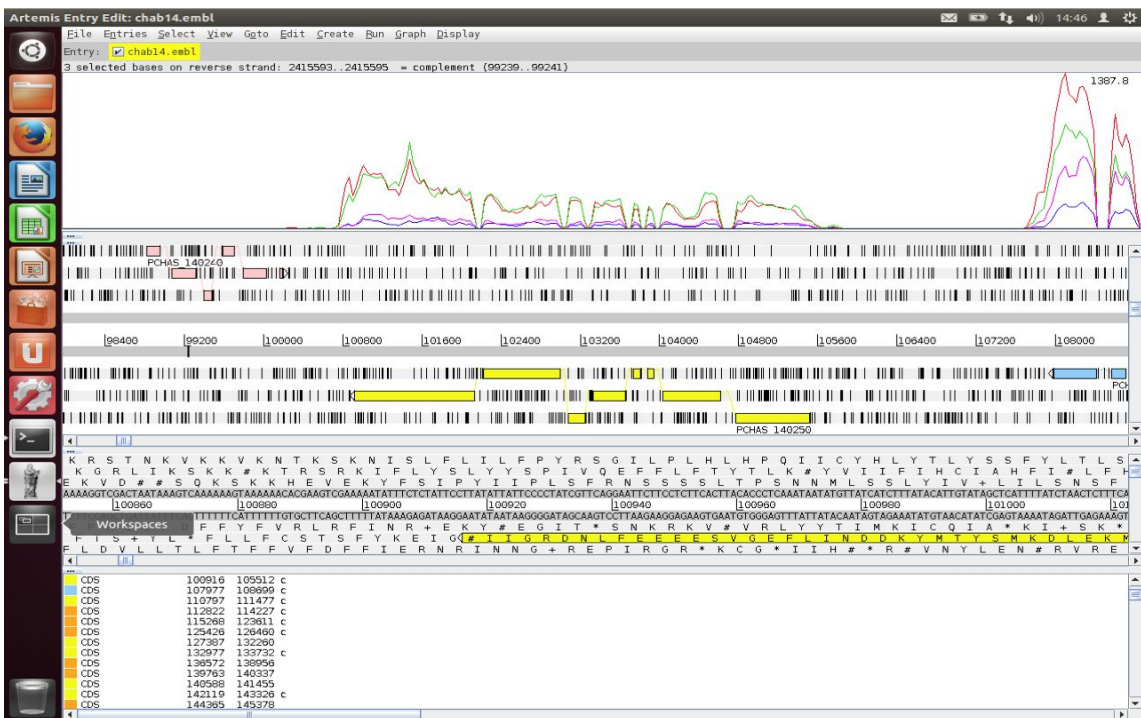 Artemis Entry Edit: chab14.embl 14:46
File Entries Select View Goto Edit Create Run Graph Display
Entry: chab14.embl
3 selected bases on reverse strand: 2415593..2415595 = complement (99239..99241)
1387.8
PCHAS_140240
98400 99200 100000 100800 101600 102400 103200 104000 104800 105600 106400 107200 108000
PCH
PCHAS_140250
K R S T N K V K K V K N T K S K N I S L F L I L F P Y R S G I L P L H L H P Q I I C Y H L Y T L Y S S F Y L T L S
K G R L I K S K K # K T R S R K I F L Y S L Y Y S P I V Q E F F L F T Y T L K # Y V I I F I H C I A H F I # L F H
E K V D # # S Q K S K K H E V E K Y F S I P Y I I P L S F R N S S S S L T P S N N M L S S L Y I V + L I L S N S F
100860 100880 100900 100920 100940 100960 100980 101000
Workspaces
CDS 100916 105512 c
CDS 107977 108699 c
CDS 110797 111477 c
CDS 112822 114227 c
CDS 115268 123611 c
CDS 125426 126460 c
CDS 127387 132260
CDS 132977 133732 c
CDS 136572 138956
CDS 139763 140337
CDS 140588 141455
CDS 142119 143326 c
CDS 144365 145378